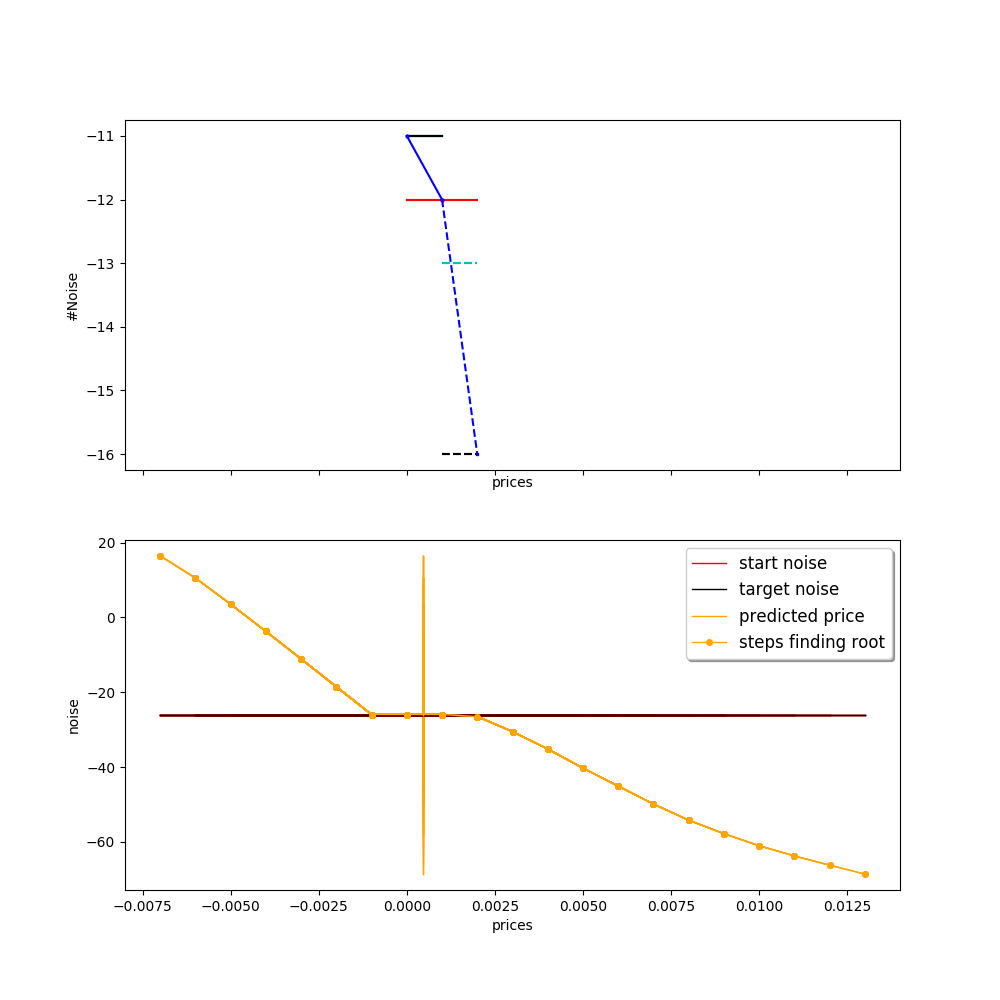 −11
−12
−13
−14
−15
−16
#Noise
prices
20
0
−20
−40
−60
noise
start noise
target noise
predicted price
steps finding root
−0.0075 −0.0050 −0.0025 0.0000 0.0025 0.0050 0.0075 0.0100 0.0125
prices